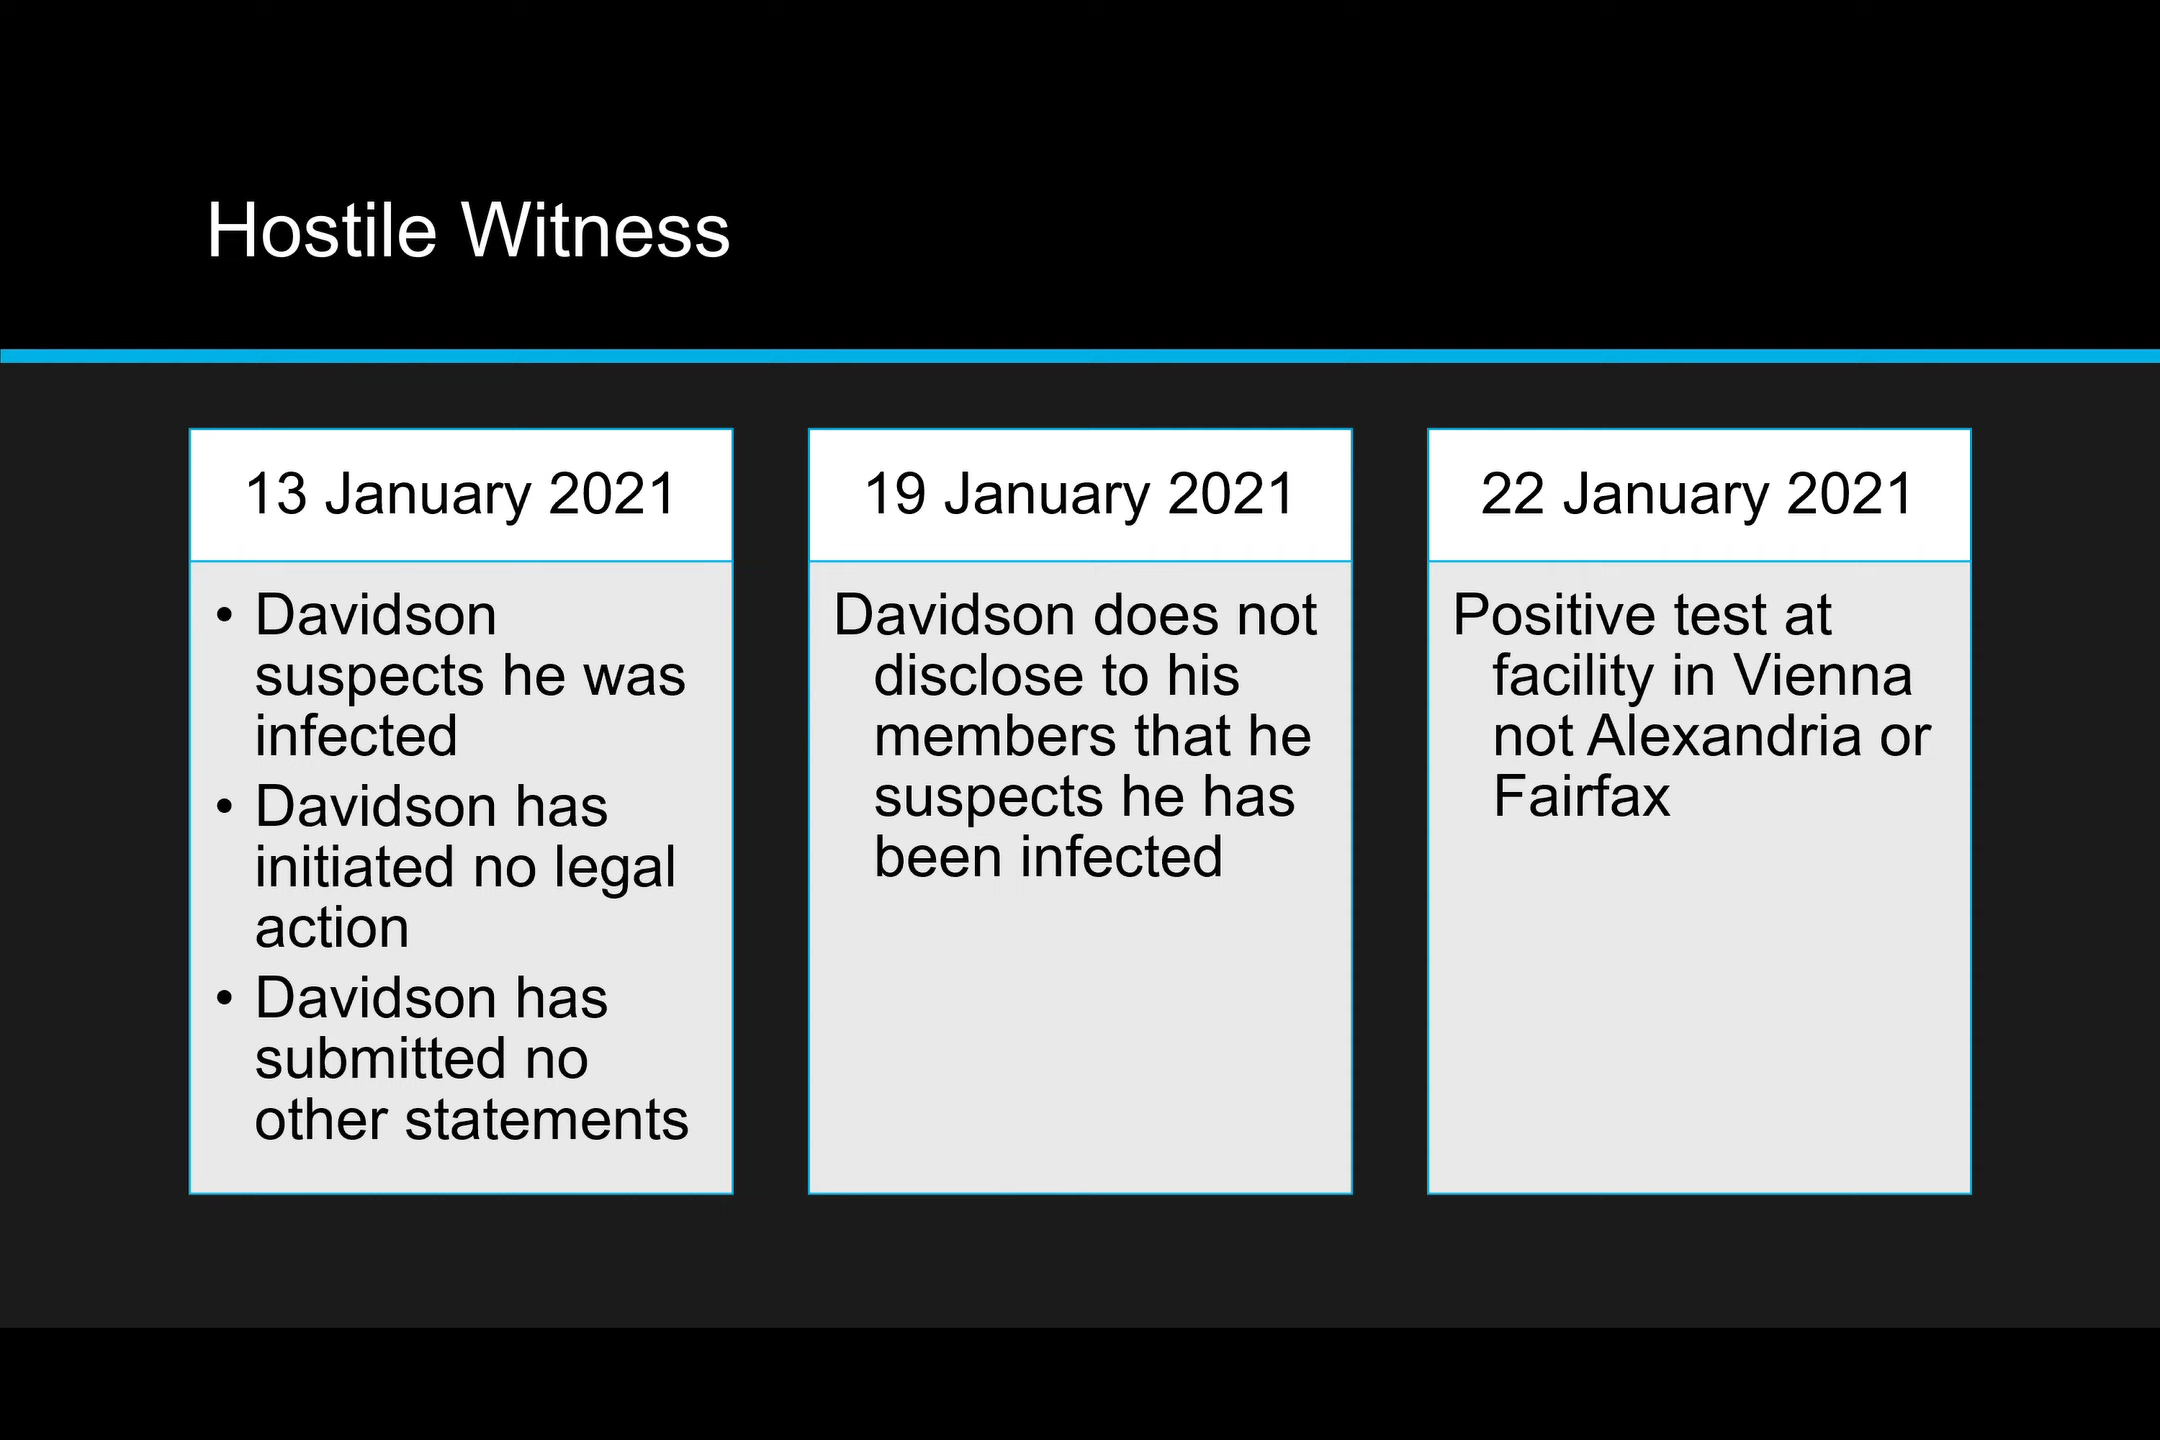 Hostile Witness
13 January 2021
• Davidson
suspects he was
infected
• Davidson has
initiated no legal
action
• Davidson has
submitted no
other statements
19 January 2021
Davidson does not
disclose to his
members that he
suspects he has
been infected
22 January 2021
Positive test at
facility in Vienna
not Alexandria or
Fairfax